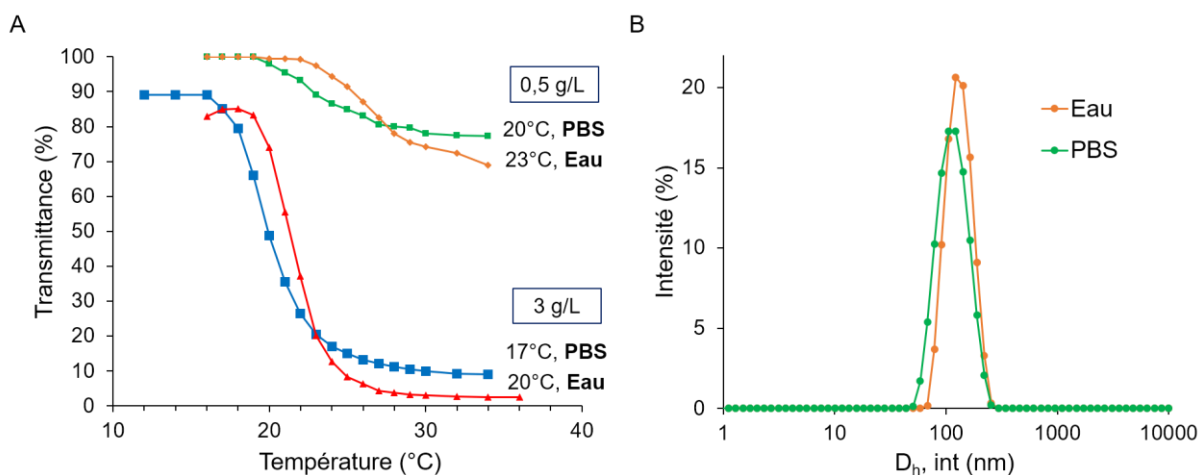 A
Transmittance (%)
100
90
80
70
60
50
40
30
20
10
0
10
20
30
40
Température (°C)
0,5 g/L
20°C, PBS
23°C, Eau
3 g/L
17°C, PBS
20°C, Eau
B
Intensité (%)
20
15
10
5
0
1
10
100
1000
10000
Dh, int (nm)
Eau
PBS